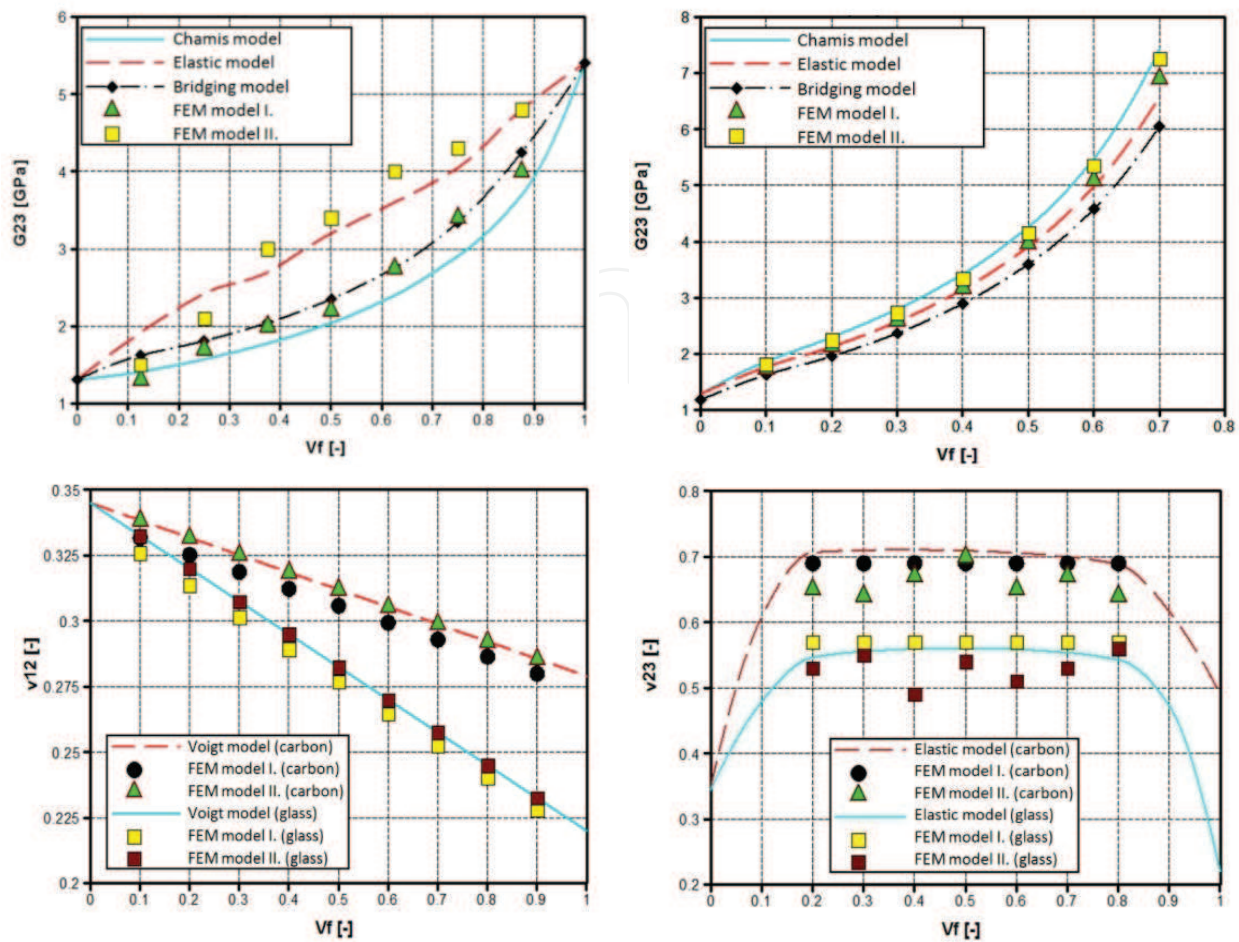 6
5
4
3
2
1
G23 [GPa]
Chamis model
Elastic model
Bridging model
FEM model I.
FEM model II.
0 0.1 0.2 0.3 0.4 0.5 0.6 0.7 0.8 0.9 1
Vf [-]
8
7
6
5
4
3
2
1
G23 [GPa]
Chamis model
Elastic model
Bridging model
FEM model I.
FEM model II.
0 0.1 0.2 0.3 0.4 0.5 0.6 0.7 0.8
Vf [-]
0.35
0.325
0.3
0.275
0.25
0.225
0.2
v12 [-]
Voigt model (carbon)
FEM model I. (carbon)
FEM model II. (carbon)
Voigt model (glass)
FEM model I. (glass)
FEM model II. (glass)
0 0.1 0.2 0.3 0.4 0.5 0.6 0.7 0.8 0.9 1
Vf [-]
0.8
0.7
0.6
0.5
0.4
0.3
0.2
v23 [-]
Elastic model (carbon)
FEM model I. (carbon)
FEM model II. (carbon)
Elastic model (glass)
FEM model I. (glass)
FEM model II. (glass)
0 0.1 0.2 0.3 0.4 0.5 0.6 0.7 0.8 0.9 1
Vf [-]